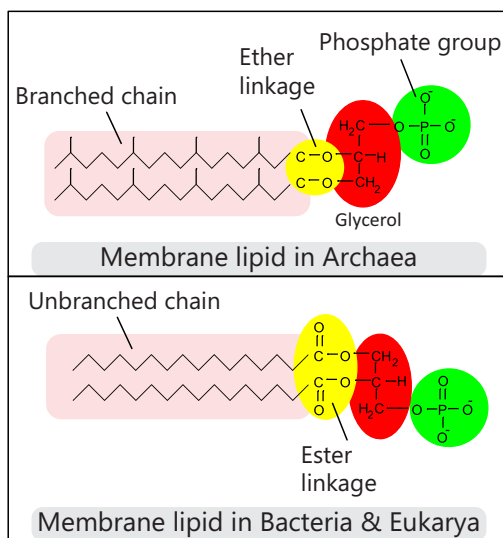 Phosphate group
Ether
linkage
Branched chain
O⁻
H₂C O P O⁻
C O C H O
C O CH₂
Glycerol
Membrane lipid in Archaea
Unbranched chain
O
C O CH₂
C O C H O
O H₂C O P O⁻
O⁻
Ester
linkage
Membrane lipid in Bacteria & Eukarya